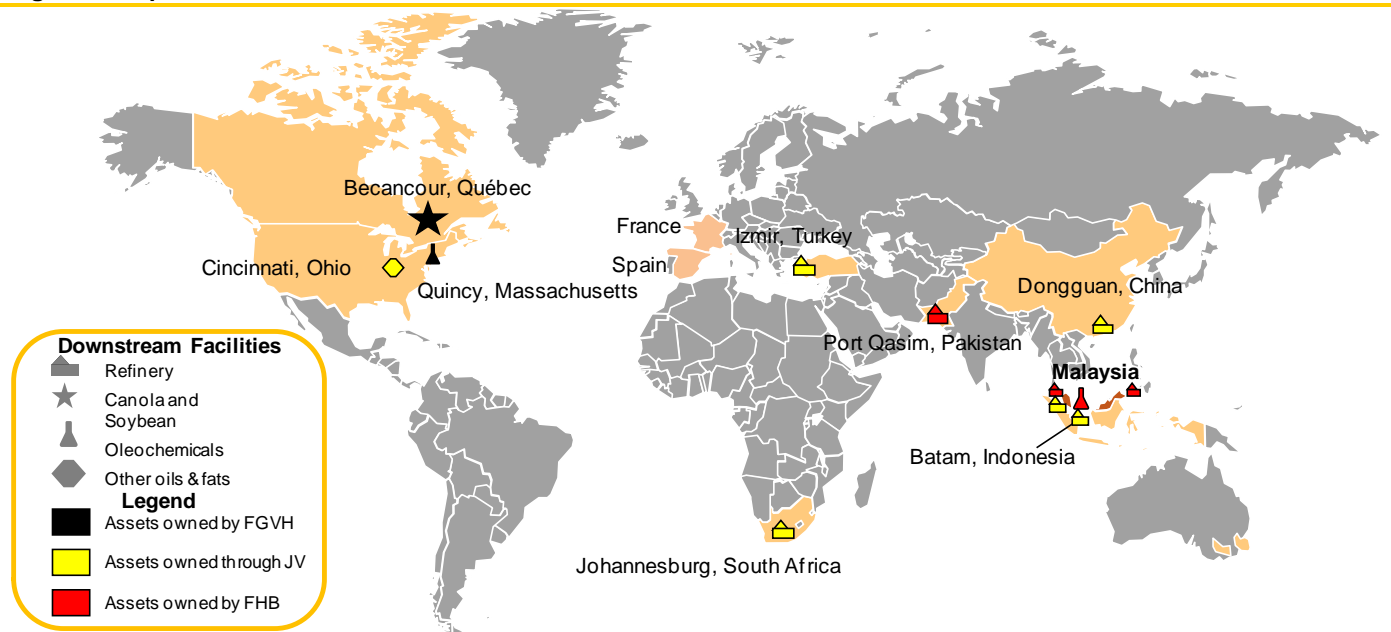 Becancour, Québec
France
Izmir, Turkey
Cincinnati, Ohio
Spain
Quincy, Massachusetts
Dongguan, China
Port Qasim, Pakistan
Malaysia
Batam, Indonesia
Johannesburg, South Africa
Downstream Facilities
Refinery
Canola and
Soybean
Oleochemicals
Other oils & fats
Legend
Assets owned by FGVH
Assets owned through JV
Assets owned by FHB